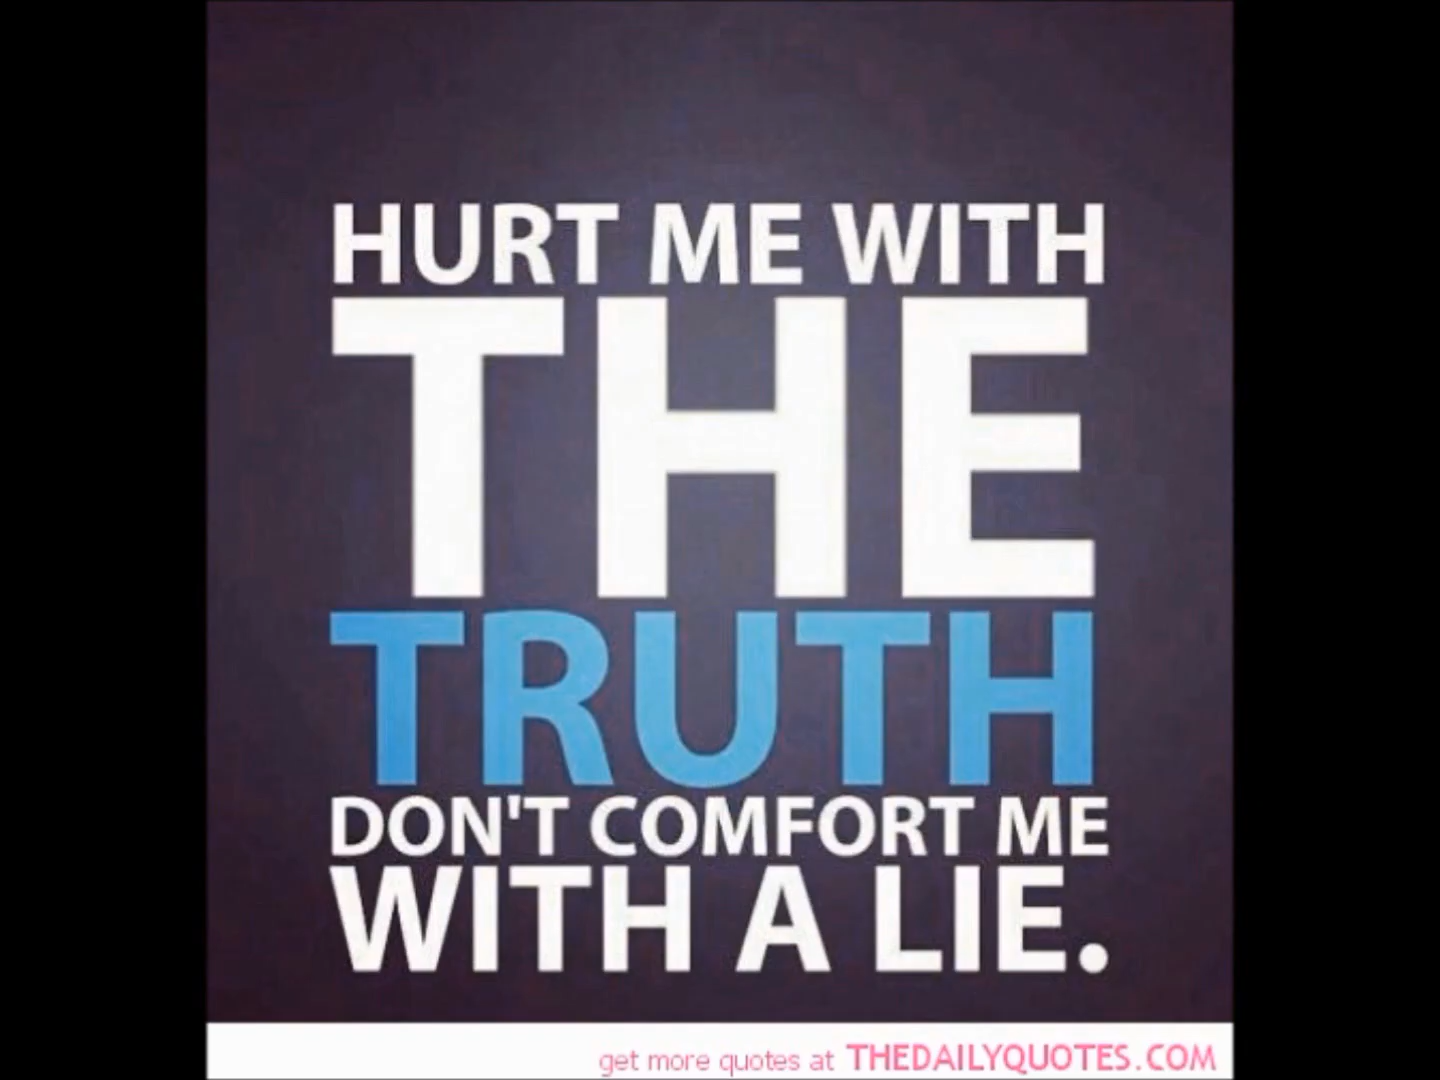 HURT ME WITH
THE
TRUTH
DON'T COMFORT ME
WITH A LIE.
get more quotes at THEDAILYQUOTES.COM